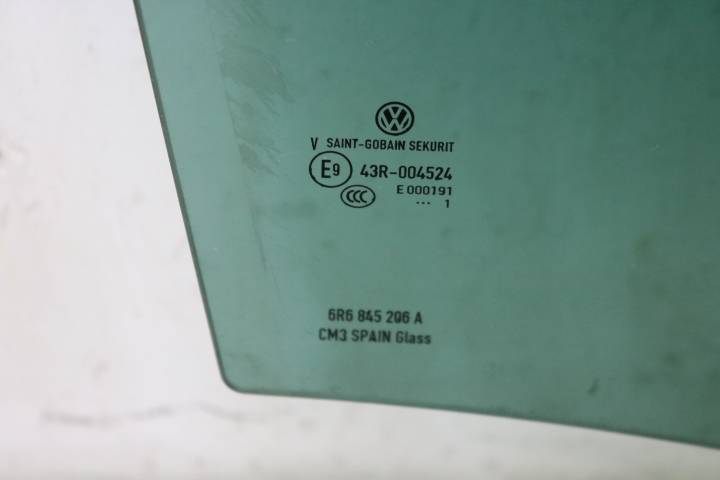 V SAINT-GOBAIN SEKURIT
E9 43R-004524
CCC E 000191
... 1
6R6 845 206 A
CM3 SPAIN Glass